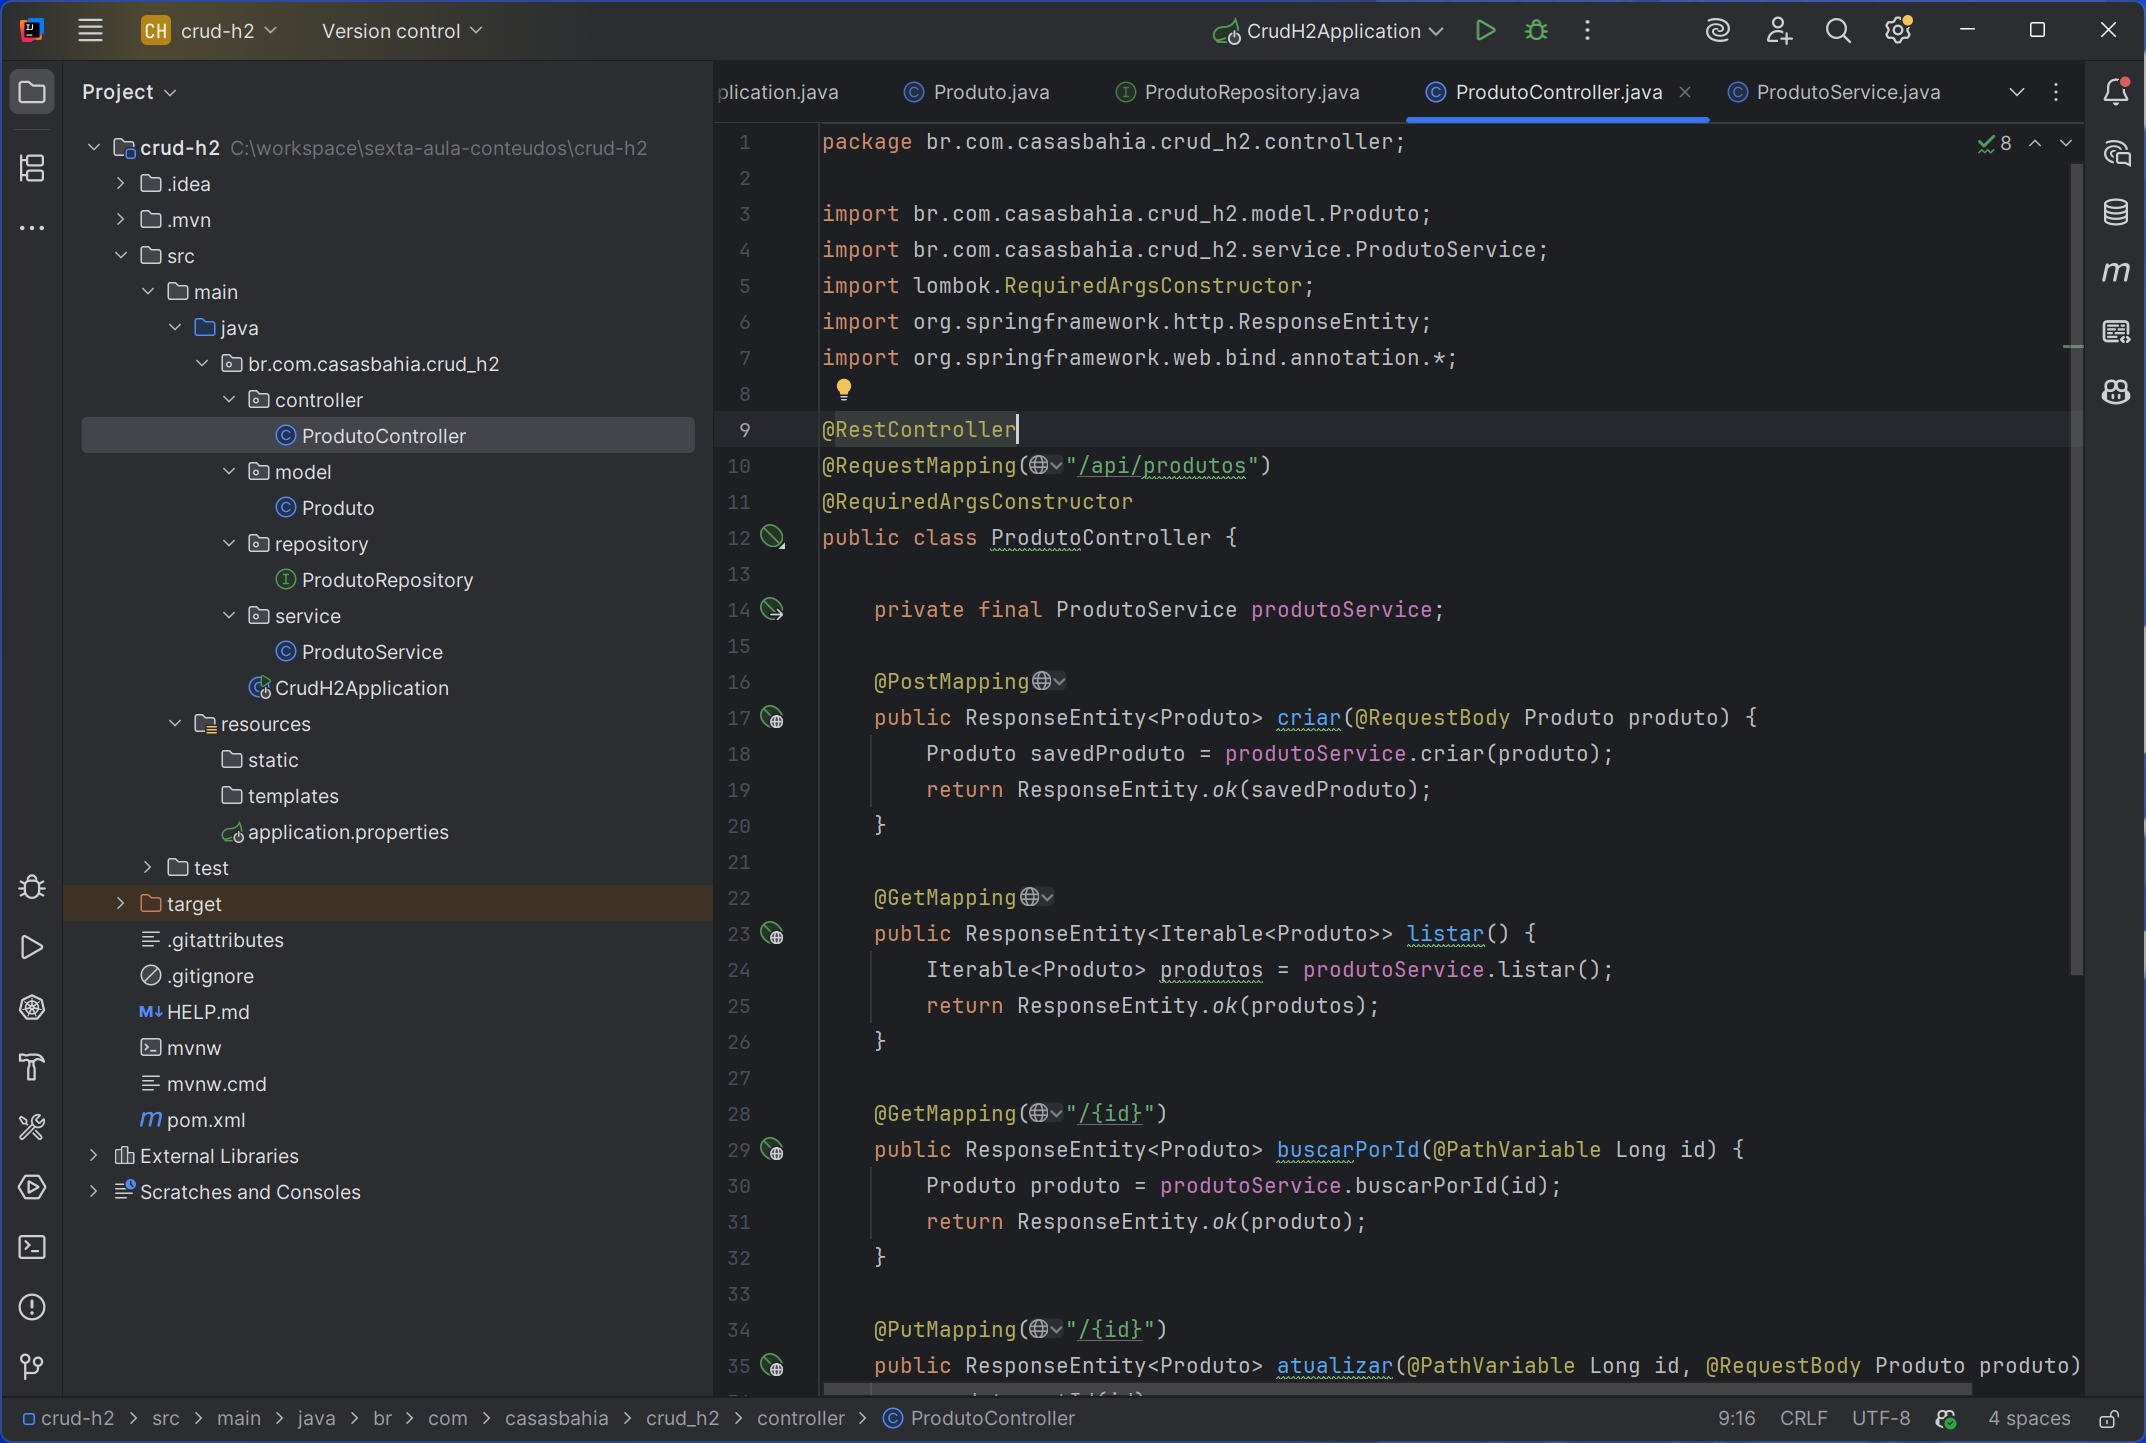 CH crud-h2 Version control CrudH2Application
Project
crud-h2 C:\workspace\sexta-aula-conteudos\crud-h2
.idea
.mvn
src
main
java
br.com.casasbahia.crud_h2
controller
ProdutoController
model
Produto
repository
ProdutoRepository
service
ProdutoService
CrudH2Application
resources
static
templates
application.properties
test
target
.gitattributes
.gitignore
HELP.md
mvnw
mvnw.cmd
pom.xml
External Libraries
Scratches and Consoles
plication.java Produto.java ProdutoRepository.java ProdutoController.java ProdutoService.java
8
1 package br.com.casasbahia.crud_h2.controller;
2
3 import br.com.casasbahia.crud_h2.model.Produto;
4 import br.com.casasbahia.crud_h2.service.ProdutoService;
5 import lombok.RequiredArgsConstructor;
6 import org.springframework.http.ResponseEntity;
7 import org.springframework.web.bind.annotation.*;
8
9 @RestController
10 @RequestMapping("/api/produtos")
11 @RequiredArgsConstructor
12 public class ProdutoController {
13
14 private final ProdutoService produtoService;
15
16 @PostMapping
17 public ResponseEntity<Produto> criar(@RequestBody Produto produto) {
18 Produto savedProduto = produtoService.criar(produto);
19 return ResponseEntity.ok(savedProduto);
20 }
21
22 @GetMapping
23 public ResponseEntity<Iterable<Produto>> listar() {
24 Iterable<Produto> produtos = produtoService.listar();
25 return ResponseEntity.ok(produtos);
26 }
27
28 @GetMapping("/{id}")
29 public ResponseEntity<Produto> buscarPorId(@PathVariable Long id) {
30 Produto produto = produtoService.buscarPorId(id);
31 return ResponseEntity.ok(produto);
32 }
33
34 @PutMapping("/{id}")
35 public ResponseEntity<Produto> atualizar(@PathVariable Long id, @RequestBody Produto produto)
crud-h2 > src > main > java > br > com > casasbahia > crud_h2 > controller > ProdutoController 9:16 CRLF UTF-8 4 spaces